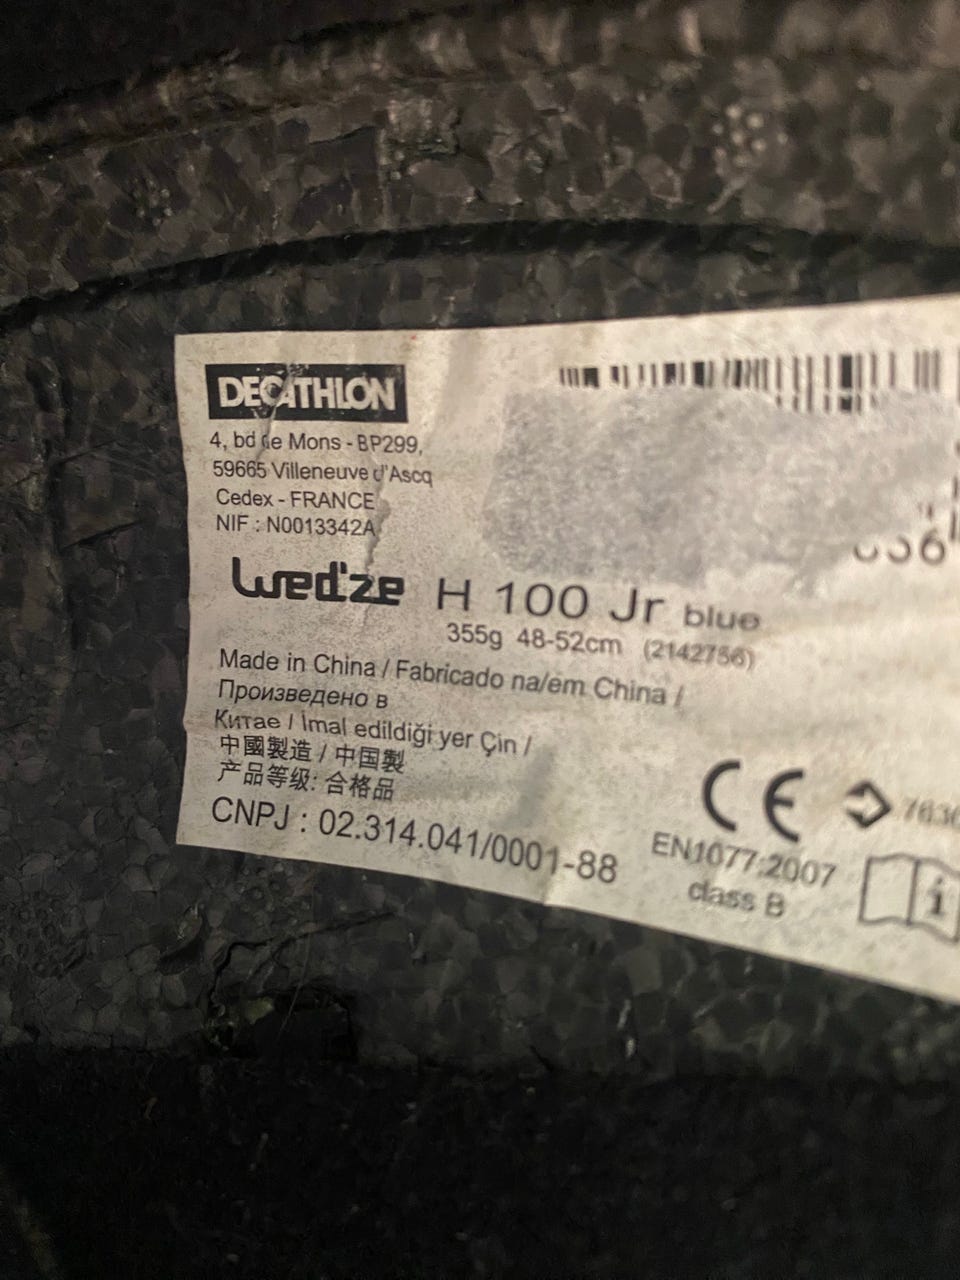 DECATHLON
4, bd de Mons - BP299,
59665 Villeneuve d'Ascq
Cedex - FRANCE
NIF : N0013342A
Wed'ze H 100 Jr blue
355g 48-52cm (2142756)
Made in China / Fabricado na/em China /
Произведено в
Китае / İmal edildiği yer Çin /
中國製造 / 中国製
产品等级: 合格品
CNPJ : 02.314.041/0001-88
CE
EN1077:2007
class B
i